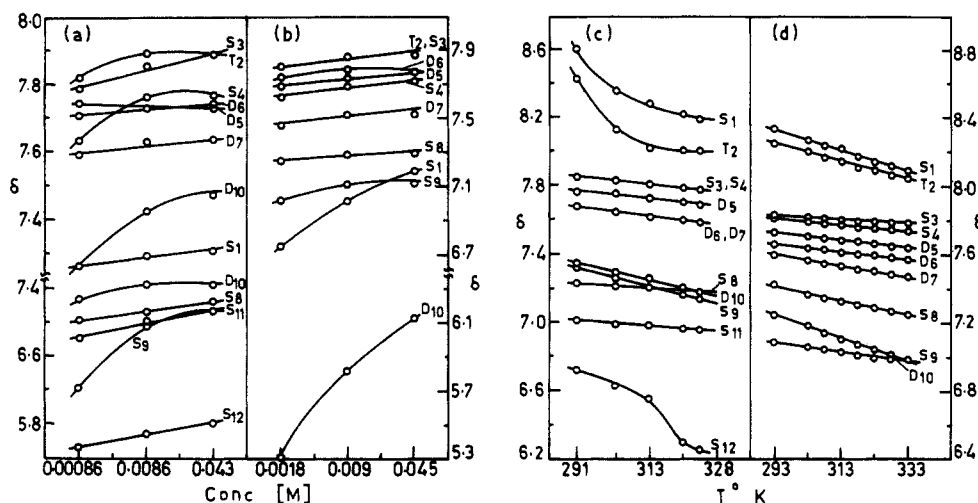 (a)
8.0
7.8
7.6
δ
7.4
7.4
6.6
5.8
S3
T2
S4
D6
D5
D7
D10
S1
D10
S8
S11
S9
S12
0.00086
0.0086
0.043
(b)
T2,S3
D6
D5
S4
D7
S8
S1
S9
D10
7.9
7.5
7.1
6.7
δ
6.1
5.7
5.3
0.0018
0.009
0.045
Conc [M]
(c)
8.6
8.2
7.8
δ
7.4
7.0
6.6
6.2
S1
T2
S3,S4
D5
D6,D7
S8
D10
S9
S11
S12
291
313
328
(d)
S1
T2
S3
S4
D5
D6
D7
S8
S9
D10
8.8
8.4
8.0
δ
7.6
7.2
6.8
6.4
293
313
333
T° K